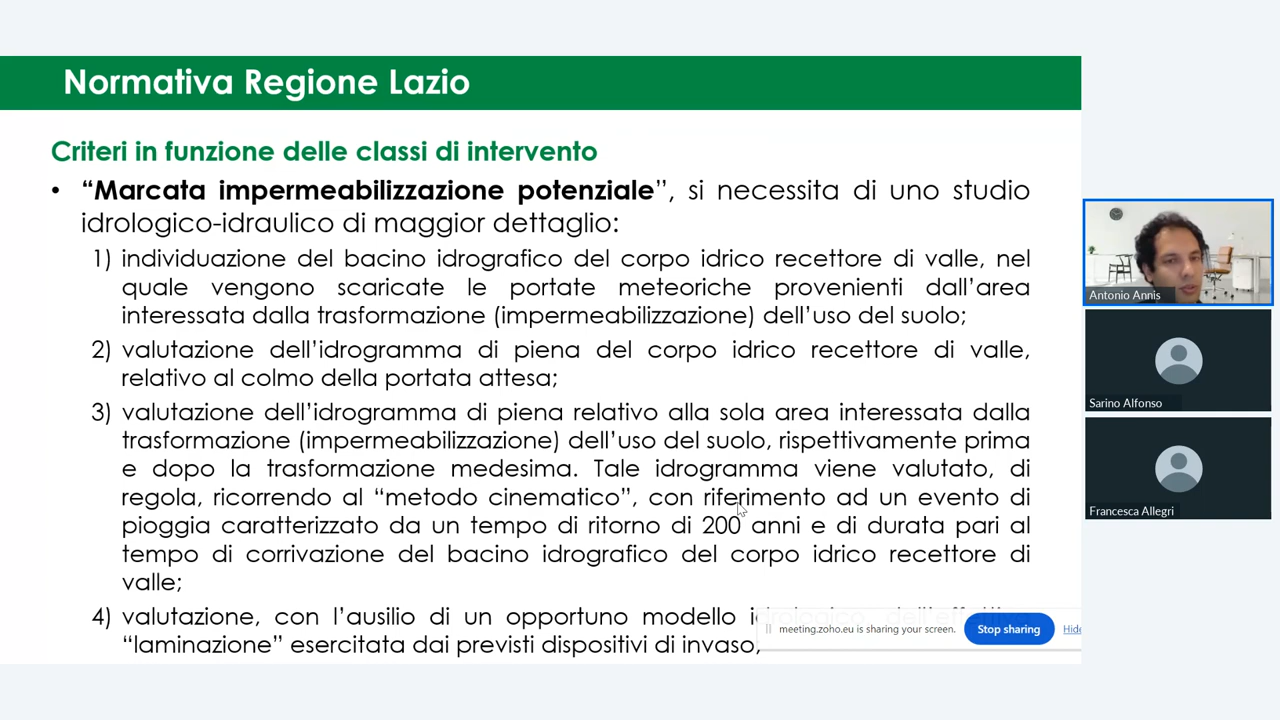 Normativa Regione Lazio
Criteri in funzione delle classi di intervento
• “Marcata impermeabilizzazione potenziale”, si necessita di uno studio
idrologico-idraulico di maggior dettaglio:
1) individuazione del bacino idrografico del corpo idrico recettore di valle, nel
quale vengono scaricate le portate meteoriche provenienti dall’area
interessata dalla trasformazione (impermeabilizzazione) dell’uso del suolo;
2) valutazione dell’idrogramma di piena del corpo idrico recettore di valle,
relativo al colmo della portata attesa;
3) valutazione dell’idrogramma di piena relativo alla sola area interessata dalla
trasformazione (impermeabilizzazione) dell’uso del suolo, rispettivamente prima
e dopo la trasformazione medesima. Tale idrogramma viene valutato, di
regola, ricorrendo al “metodo cinematico”, con riferimento ad un evento di
pioggia caratterizzato da un tempo di ritorno di 200 anni e di durata pari al
tempo di corrivazione del bacino idrografico del corpo idrico recettore di
valle;
4) valutazione, con l’ausilio di un opportuno modello
“laminazione” esercitata dai previsti dispositivi di invaso,
meeting.zoho.eu is sharing your screen.
Stop sharing
Hide
Antonio Annis
Sarino Alfonso
Francesca Allegri